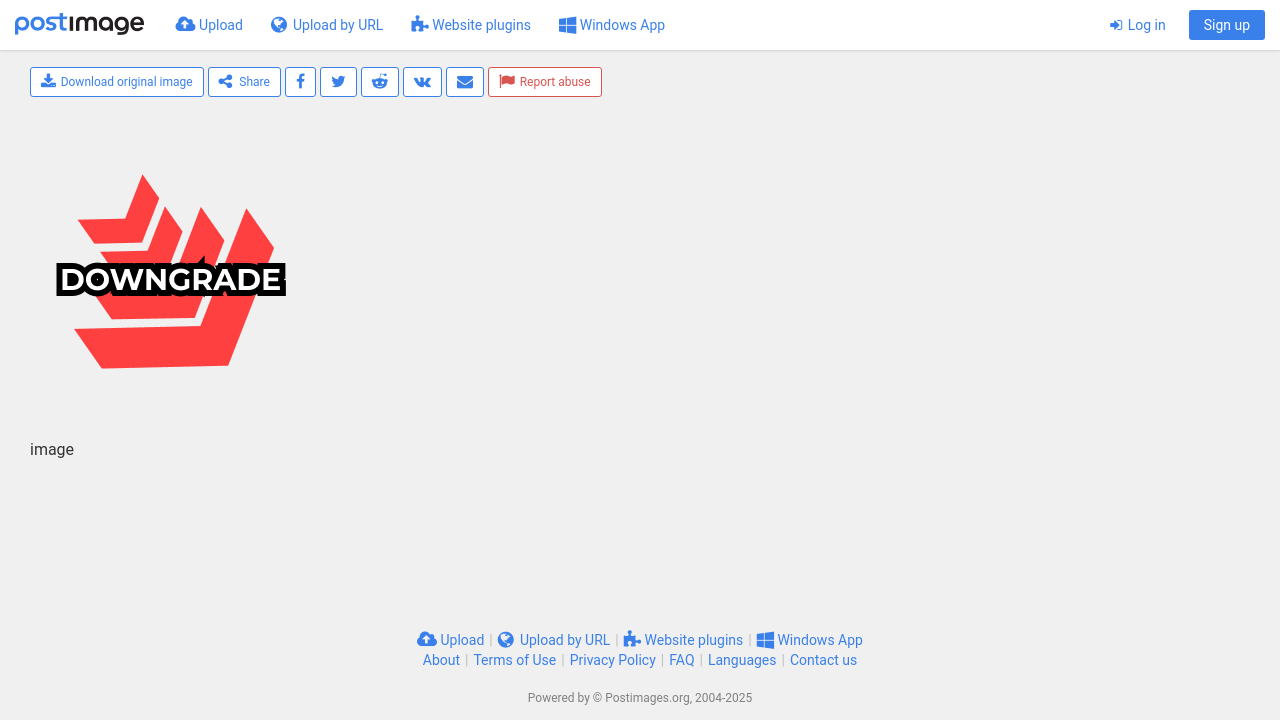 postimage Upload Upload by URL Website plugins Windows App Log in Sign up
Download original image Share Report abuse
DOWNGRADE
image
Upload | Upload by URL | Website plugins | Windows App
About | Terms of Use | Privacy Policy | FAQ | Languages | Contact us
Powered by © Postimages.org, 2004-2025